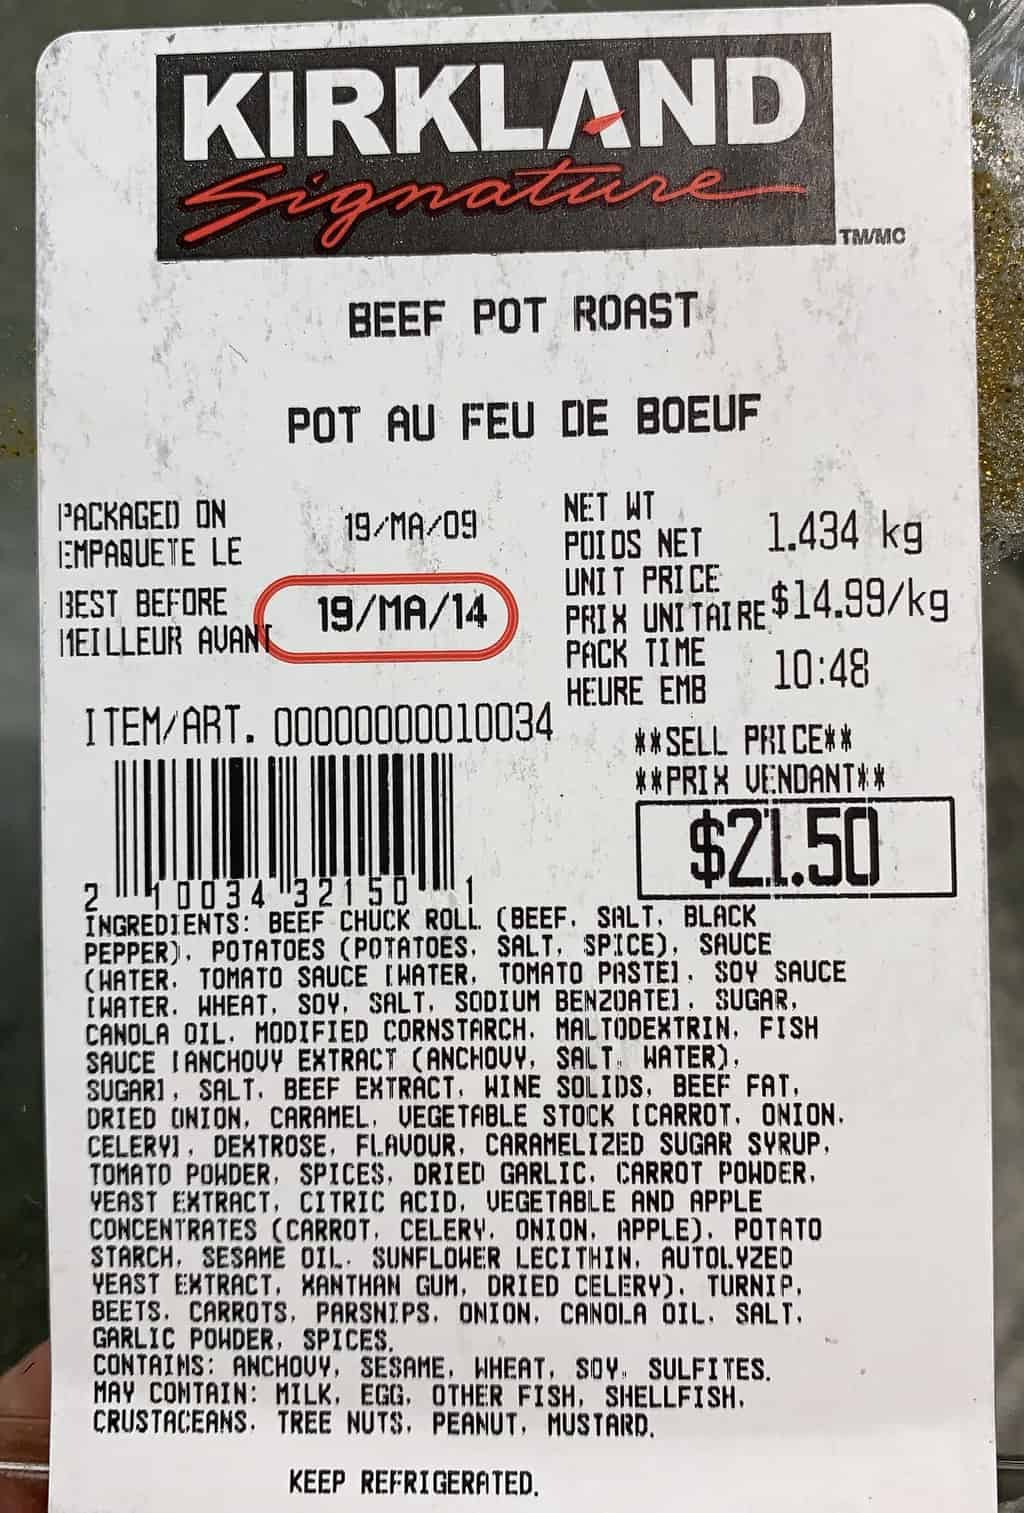 KIRKLAND
Signature
TM/MC
BEEF POT ROAST
POT AU FEU DE BOEUF
PACKAGED ON
EMPAQUETE LE
19/MA/09
BEST BEFORE
MEILLEUR AVANT
19/MA/14
NET WT
POIDS NET
1.434 kg
UNIT PRICE
PRIX UNITAIRE
$14.99/kg
PACK TIME
HEURE EMB
10:48
ITEM/ART. 00000000010034
**SELL PRICE**
**PRIX VENDANT**
$21.50
2 10034 32150 1
INGREDIENTS: BEEF CHUCK ROLL (BEEF, SALT, BLACK
PEPPER), POTATOES (POTATOES, SALT, SPICE), SAUCE
(WATER, TOMATO SAUCE [WATER, TOMATO PASTE], SOY SAUCE
[WATER, WHEAT, SOY, SALT, SODIUM BENZOATE], SUGAR,
CANOLA OIL, MODIFIED CORNSTARCH, MALTODEXTRIN, FISH
SAUCE [ANCHOVY EXTRACT (ANCHOVY, SALT, WATER),
SUGAR], SALT, BEEF EXTRACT, WINE SOLIDS, BEEF FAT,
DRIED ONION, CARAMEL, VEGETABLE STOCK [CARROT, ONION,
CELERY], DEXTROSE, FLAVOUR, CARAMELIZED SUGAR SYRUP,
TOMATO POWDER, SPICES, DRIED GARLIC, CARROT POWDER,
YEAST EXTRACT, CITRIC ACID, VEGETABLE AND APPLE
CONCENTRATES (CARROT, CELERY, ONION, APPLE), POTATO
STARCH, SESAME OIL, SUNFLOWER LECITHIN, AUTOLYZED
YEAST EXTRACT, XANTHAN GUM, DRIED CELERY), TURNIP,
BEETS, CARROTS, PARSNIPS, ONION, CANOLA OIL, SALT,
GARLIC POWDER, SPICES.
CONTAINS: ANCHOVY, SESAME, WHEAT, SOY, SULFITES.
MAY CONTAIN: MILK, EGG, OTHER FISH, SHELLFISH,
CRUSTACEANS, TREE NUTS, PEANUT, MUSTARD.
KEEP REFRIGERATED.